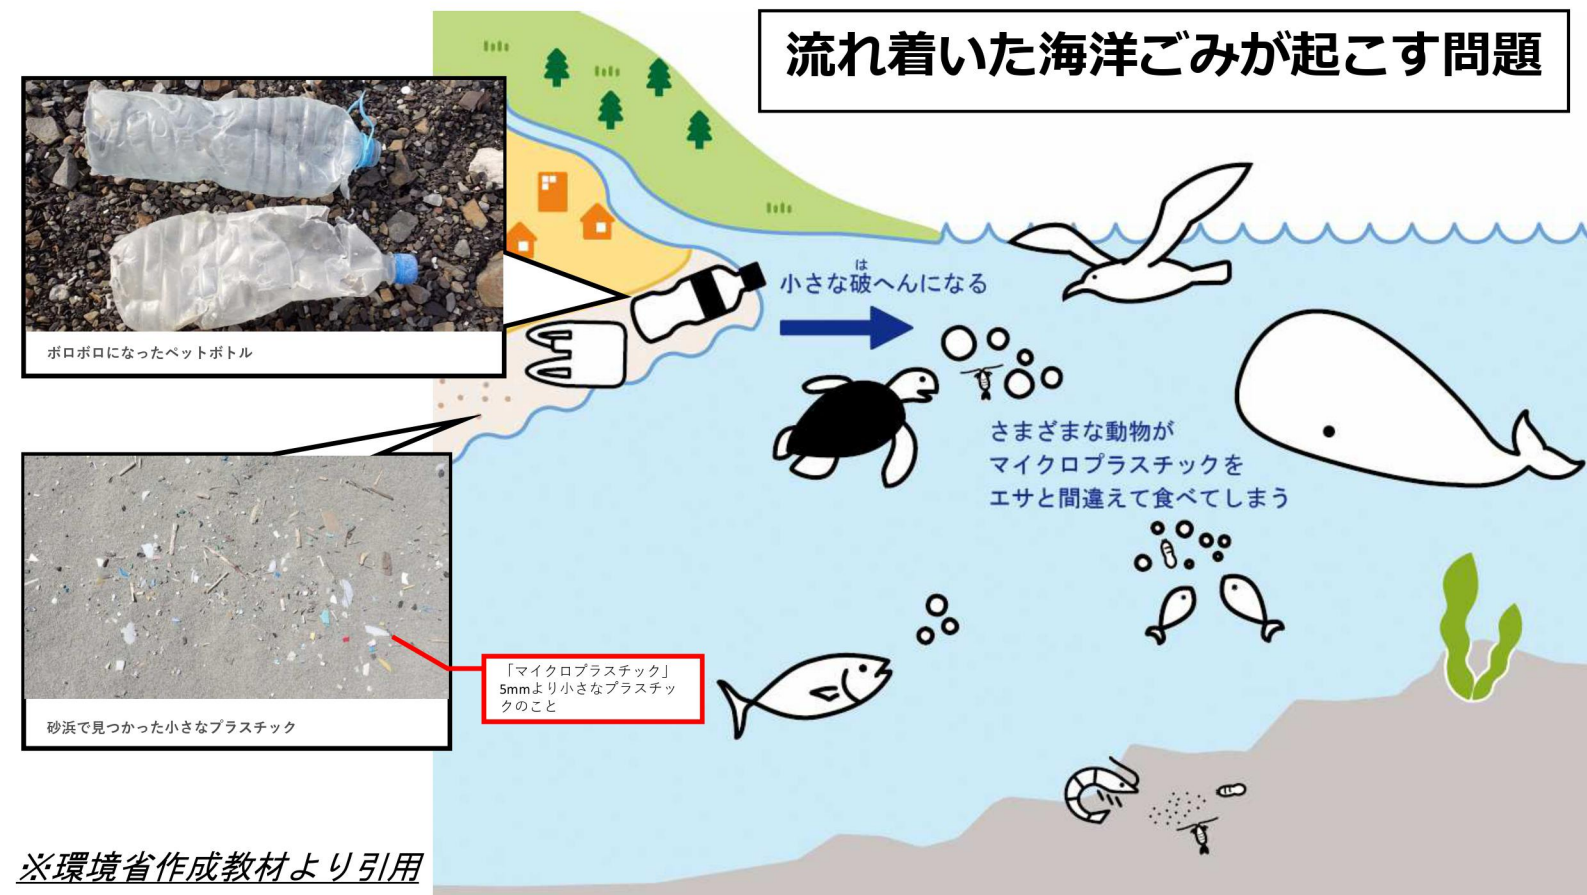 流れ着いた海洋ごみが起こす問題
ボロボロになったペットボトル
は
小さな破へんになる
さまざまな動物が
マイクロプラスチックを
エサと間違えて食べてしまう
「マイクロプラスチック」
5mmより小さなプラスチッ
クのこと
砂浜で見つかった小さなプラスチック
※環境省作成教材より引用